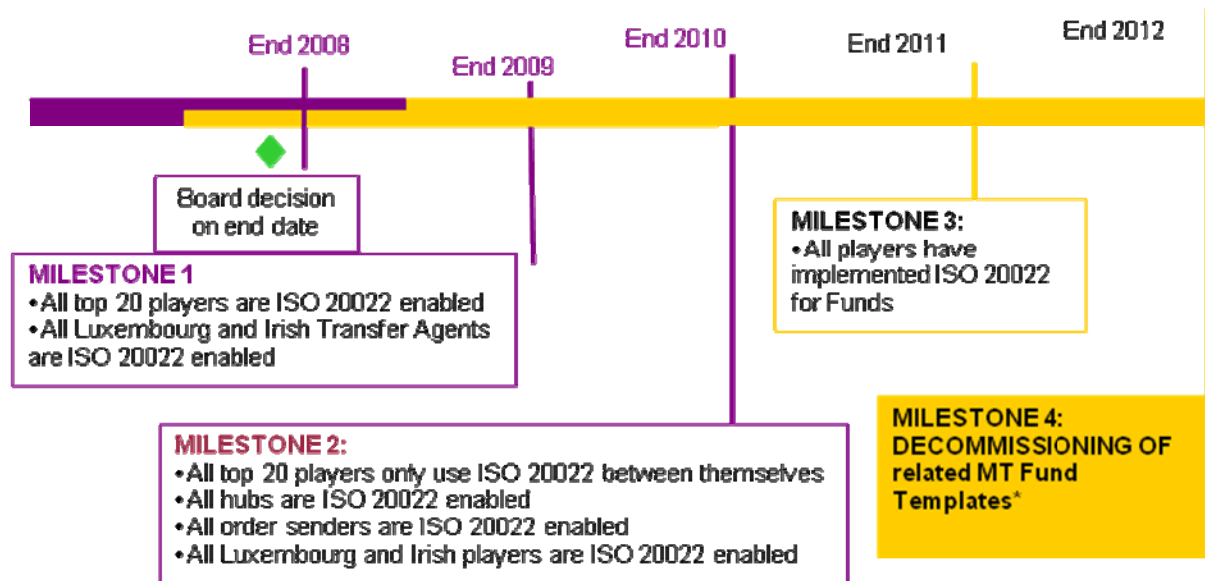 End 2008
End 2009
End 2010
End 2011
End 2012
Board decision
on end date
MILESTONE 1
•All top 20 players are ISO 20022 enabled
•All Luxembourg and Irish Transfer Agents
are ISO 20022 enabled
MILESTONE 2:
•All top 20 players only use ISO 20022 between themselves
•All hubs are ISO 20022 enabled
•All order senders are ISO 20022 enabled
•All Luxembourg and Irish players are ISO 20022 enabled
MILESTONE 3:
•All players have
implemented ISO 20022
for Funds
MILESTONE 4:
DECOMMISSIONING OF
related MT Fund
Templates*